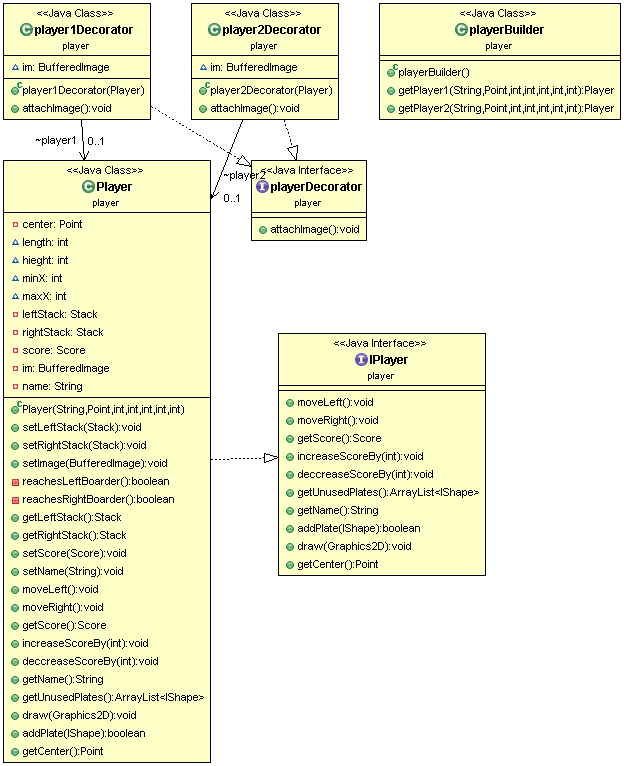 <<Java Class>>
player1Decorator
player
im: BufferedImage
player1Decorator(Player)
attachImage():void
<<Java Class>>
player2Decorator
player
im: BufferedImage
player2Decorator(Player)
attachImage():void
<<Java Class>>
playerBuilder
player
playerBuilder()
getPlayer1(String,Point,int,int,int,int,int):Player
getPlayer2(String,Point,int,int,int,int,int):Player
~player1
0..1
~player2
0..1
<<Java Interface>>
playerDecorator
player
attachImage():void
<<Java Class>>
Player
player
center: Point
length: int
hieght: int
minX: int
maxX: int
leftStack: Stack
rightStack: Stack
score: Score
im: BufferedImage
name: String
Player(String,Point,int,int,int,int,int)
setLeftStack(Stack):void
setRightStack(Stack):void
setImage(BufferedImage):void
reachesLeftBoarder():boolean
reachesRightBoarder():boolean
getLeftStack():Stack
getRightStack():Stack
setScore(Score):void
setName(String):void
moveLeft():void
moveRight():void
getScore():Score
increaseScoreBy(int):void
deccreaseScoreBy(int):void
getName():String
getUnusedPlates():ArrayList<IShape>
draw(Graphics2D):void
addPlate(IShape):boolean
getCenter():Point
<<Java Interface>>
IPlayer
player
moveLeft():void
moveRight():void
getScore():Score
increaseScoreBy(int):void
deccreaseScoreBy(int):void
getUnusedPlates():ArrayList<IShape>
getName():String
addPlate(IShape):boolean
draw(Graphics2D):void
getCenter():Point